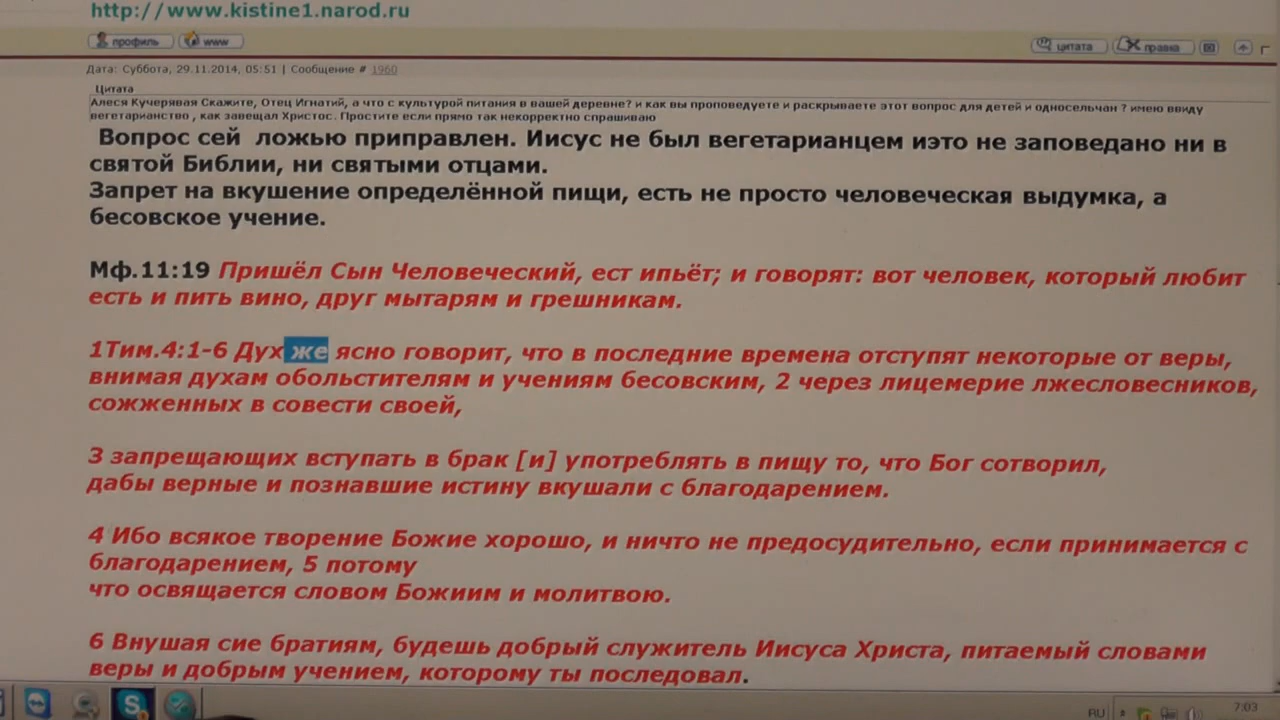 http://www.kistine1.narod.ru
профиль www цитата правка
Дата: Суббота, 29.11.2014, 05:51 | Сообщение # 1960
Цитата
Алеся Кучерявая Скажите, Отец Игнатий, а что с культурой питания в вашей деревне? и как вы проповедуете и раскрываете этот вопрос для детей и односельчан ? имею ввиду
вегетарианство , как завещал Христос. Простите если прямо так некорректно спрашиваю
Вопрос сей ложью приправлен. Иисус не был вегетарианцем иэто не заповедано ни в
святой Библии, ни святыми отцами.
Запрет на вкушение определённой пищи, есть не просто человеческая выдумка, а
бесовское учение.
Мф.11:19 Пришёл Сын Человеческий, ест ипьёт; и говорят: вот человек, который любит
есть и пить вино, друг мытарям и грешникам.
1Тим.4:1-6 Дух же ясно говорит, что в последние времена отступят некоторые от веры,
внимая духам обольстителям и учениям бесовским, 2 через лицемерие лжесловесников,
сожженных в совести своей,
3 запрещающих вступать в брак [и] употреблять в пищу то, что Бог сотворил,
дабы верные и познавшие истину вкушали с благодарением.
4 Ибо всякое творение Божие хорошо, и ничто не предосудительно, если принимается с
благодарением, 5 потому
что освящается словом Божиим и молитвою.
6 Внушая сие братиям, будешь добрый служитель Иисуса Христа, питаемый словами
веры и добрым учением, которому ты последовал.
RU 7:03